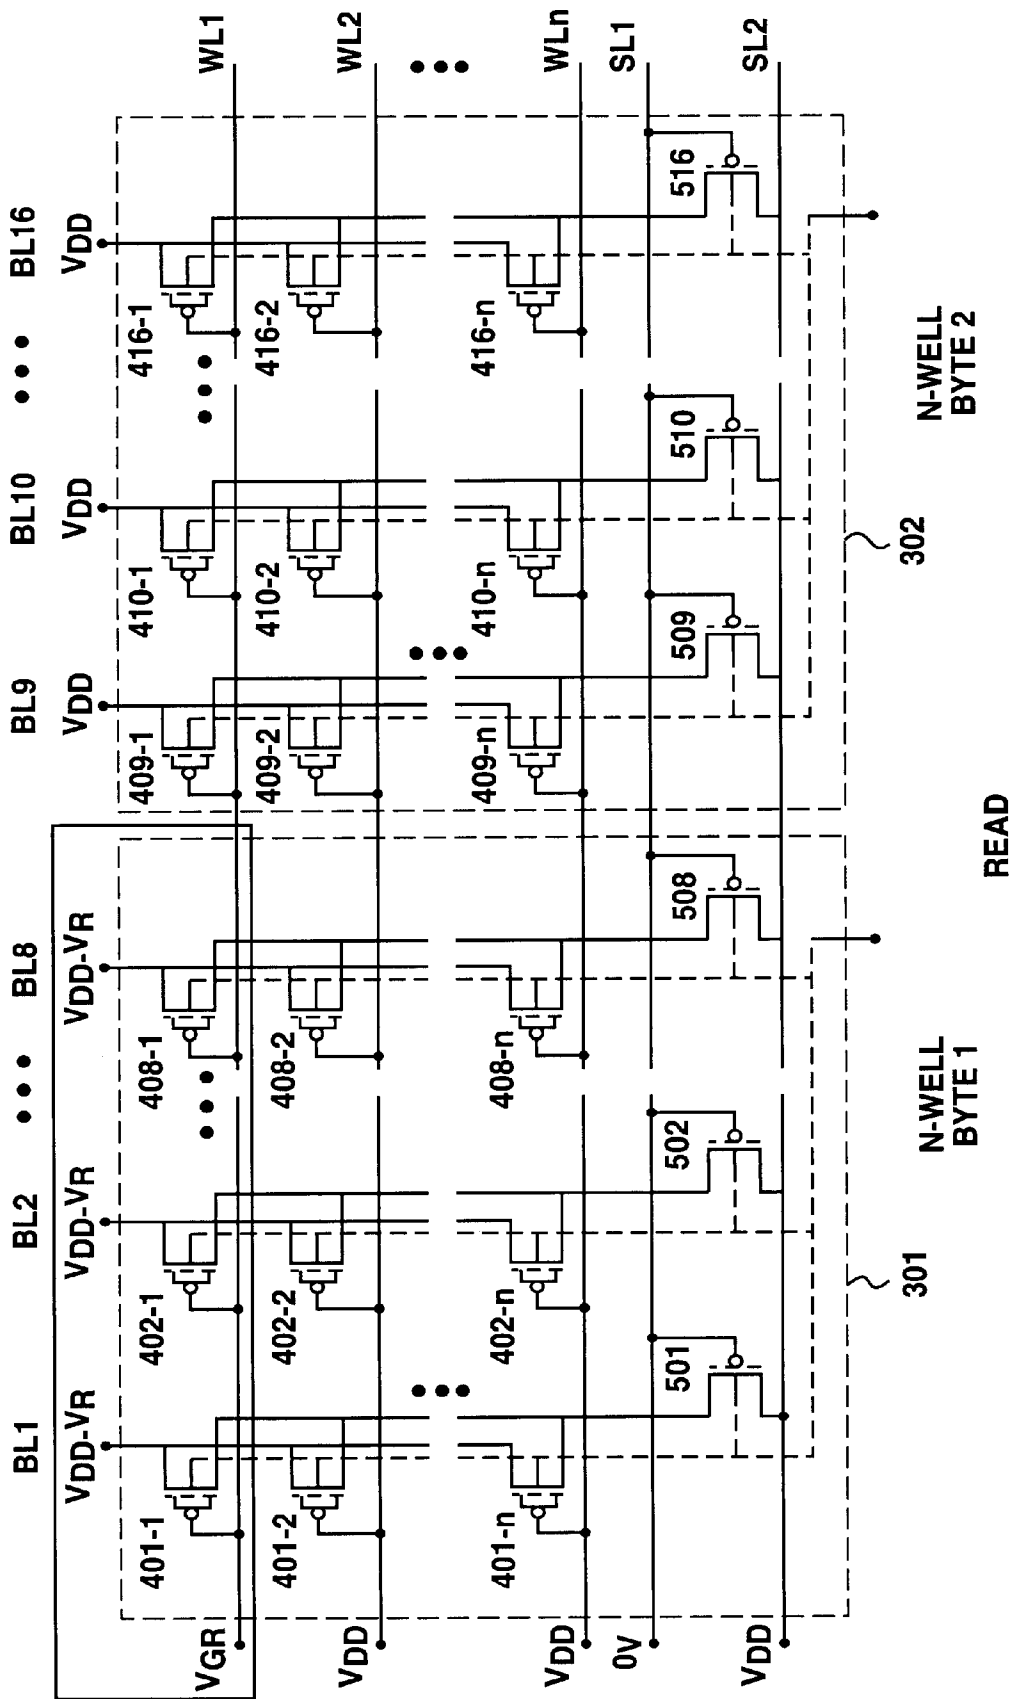 BL1 BL2 ••• BL8 BL9 BL10 ••• BL16
VDD-VR VDD-VR VDD-VR VDD VDD VDD
401-1 402-1 ••• 408-1 409-1 410-1 ••• 416-1
VGR WL1
401-2 402-2 408-2 409-2 410-2 416-2
VDD WL2
••• ••• •••
401-n 402-n 408-n 409-n 410-n 416-n
VDD WLn
0V SL1
501 502 508 509 510 516
VDD SL2
301 302
N-WELL
BYTE 1
N-WELL
BYTE 2
READ